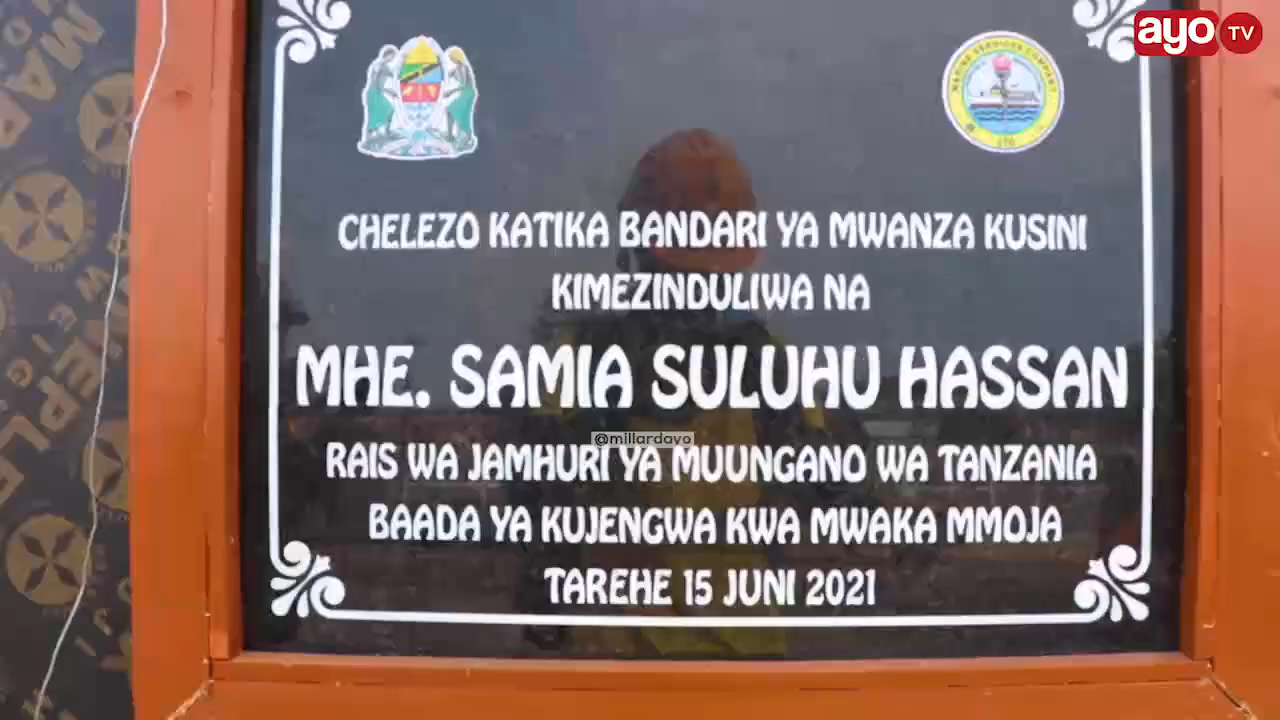 ayo TV
CHELEZO KATIKA BANDARI YA MWANZA KUSINI
KIMEZINDULIWA NA
MHE. SAMIA SULUHU HASSAN
@millardayo
RAIS WA JAMHURI YA MUUNGANO WA TANZANIA
BAADA YA KUJENGWA KWA MWAKA MMOJA
TAREHE 15 JUNI 2021